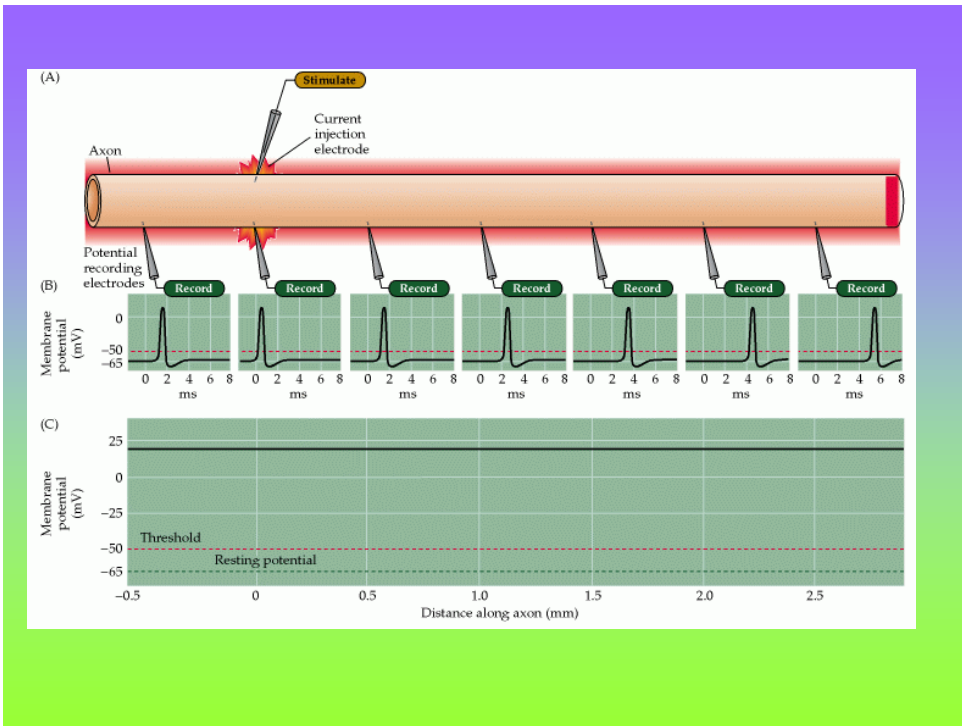 (A)
Stimulate
Current
injection
electrode
Axon
Potential
recording
electrodes
(B)
Record Record Record Record Record Record Record
Membrane
potential
(mV)
0
−50
−65
0 2 4 6 8 0 2 4 6 8 0 2 4 6 8 0 2 4 6 8 0 2 4 6 8 0 2 4 6 8 0 2 4 6 8
ms ms ms ms ms ms ms
(C)
Membrane
potential
(mV)
25
0
−25
−50
−65
Threshold
Resting potential
−0.5 0 0.5 1.0 1.5 2.0 2.5
Distance along axon (mm)